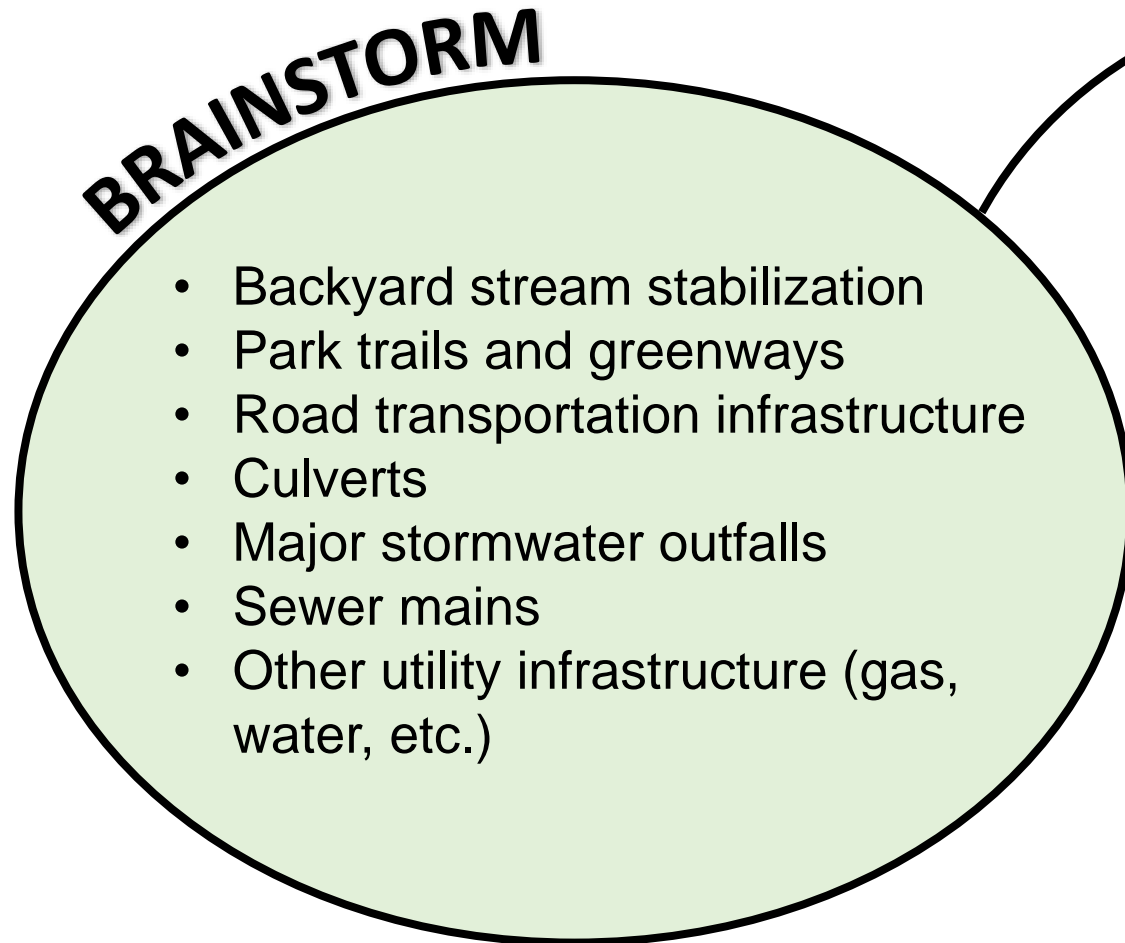 BRAINSTORM
• Backyard stream stabilization
• Park trails and greenways
• Road transportation infrastructure
• Culverts
• Major stormwater outfalls
• Sewer mains
• Other utility infrastructure (gas,
water, etc.)